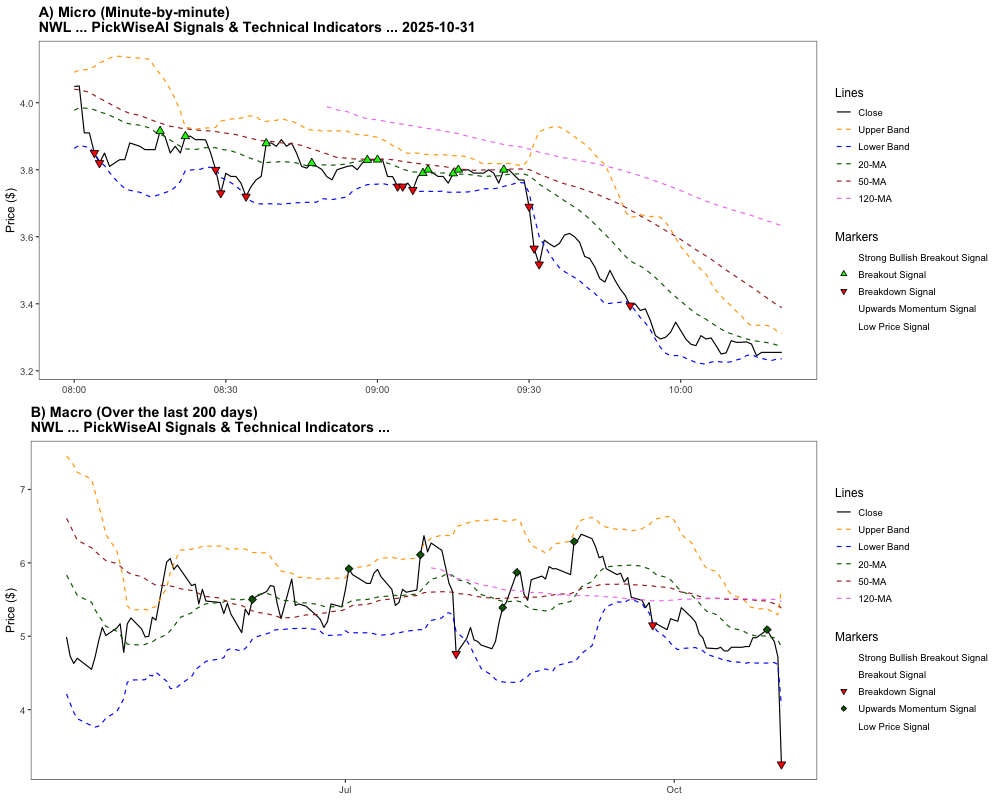 A) Micro (Minute-by-minute)
NWL ... PickWiseAI Signals & Technical Indicators ... 2025-10-31
Price ($)
4.0
3.8
3.6
3.4
3.2
08:00
08:30
09:00
09:30
10:00
Lines
Close
Upper Band
Lower Band
20-MA
50-MA
120-MA
Markers
Strong Bullish Breakout Signal
Breakout Signal
Breakdown Signal
Upwards Momentum Signal
Low Price Signal
B) Macro (Over the last 200 days)
NWL ... PickWiseAI Signals & Technical Indicators ...
Price ($)
7
6
5
4
Jul
Oct
Lines
Close
Upper Band
Lower Band
20-MA
50-MA
120-MA
Markers
Strong Bullish Breakout Signal
Breakout Signal
Breakdown Signal
Upwards Momentum Signal
Low Price Signal